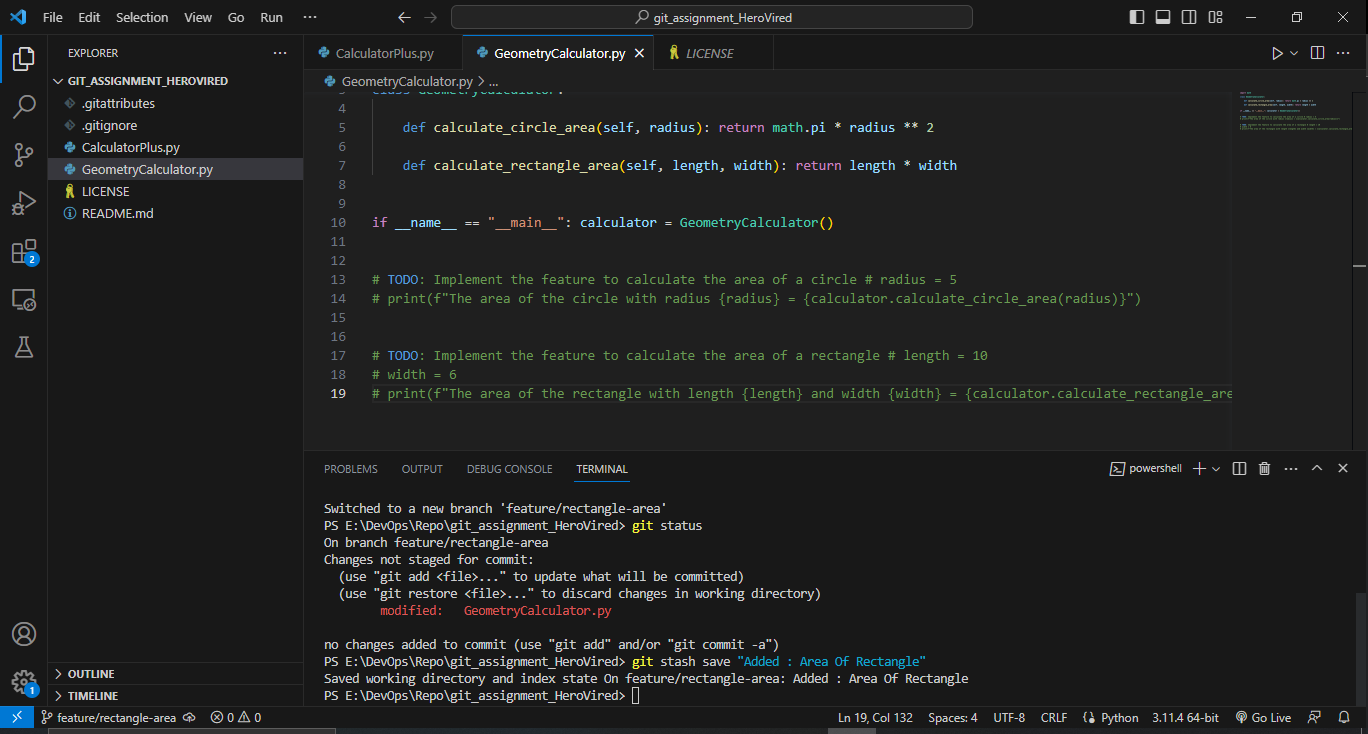 File Edit Selection View Go Run ···
git_assignment_HeroVired
EXPLORER
GIT_ASSIGNMENT_HEROVIRED
.gitattributes
.gitignore
CalculatorPlus.py
GeometryCalculator.py
LICENSE
README.md
OUTLINE
TIMELINE
2
1
CalculatorPlus.py GeometryCalculator.py LICENSE
GeometryCalculator.py > ...
3 class GeometryCalculator:
4
5 def calculate_circle_area(self, radius): return math.pi * radius ** 2
6
7 def calculate_rectangle_area(self, length, width): return length * width
8
9
10 if __name__ == "__main__": calculator = GeometryCalculator()
11
12
13 # TODO: Implement the feature to calculate the area of a circle # radius = 5
14 # print(f"The area of the circle with radius {radius} = {calculator.calculate_circle_area(radius)}")
15
16
17 # TODO: Implement the feature to calculate the area of a rectangle # length = 10
18 # width = 6
19 # print(f"The area of the rectangle with length {length} and width {width} = {calculator.calculate_rectangle_are
PROBLEMS OUTPUT DEBUG CONSOLE TERMINAL
powershell
Switched to a new branch 'feature/rectangle-area'
PS E:\DevOps\Repo\git_assignment_HeroVired> git status
On branch feature/rectangle-area
Changes not staged for commit:
(use "git add <file>..." to update what will be committed)
(use "git restore <file>..." to discard changes in working directory)
modified: GeometryCalculator.py
no changes added to commit (use "git add" and/or "git commit -a")
PS E:\DevOps\Repo\git_assignment_HeroVired> git stash save "Added : Area Of Rectangle"
Saved working directory and index state On feature/rectangle-area: Added : Area Of Rectangle
PS E:\DevOps\Repo\git_assignment_HeroVired>
feature/rectangle-area 0 0 Ln 19, Col 132 Spaces: 4 UTF-8 CRLF Python 3.11.4 64-bit Go Live